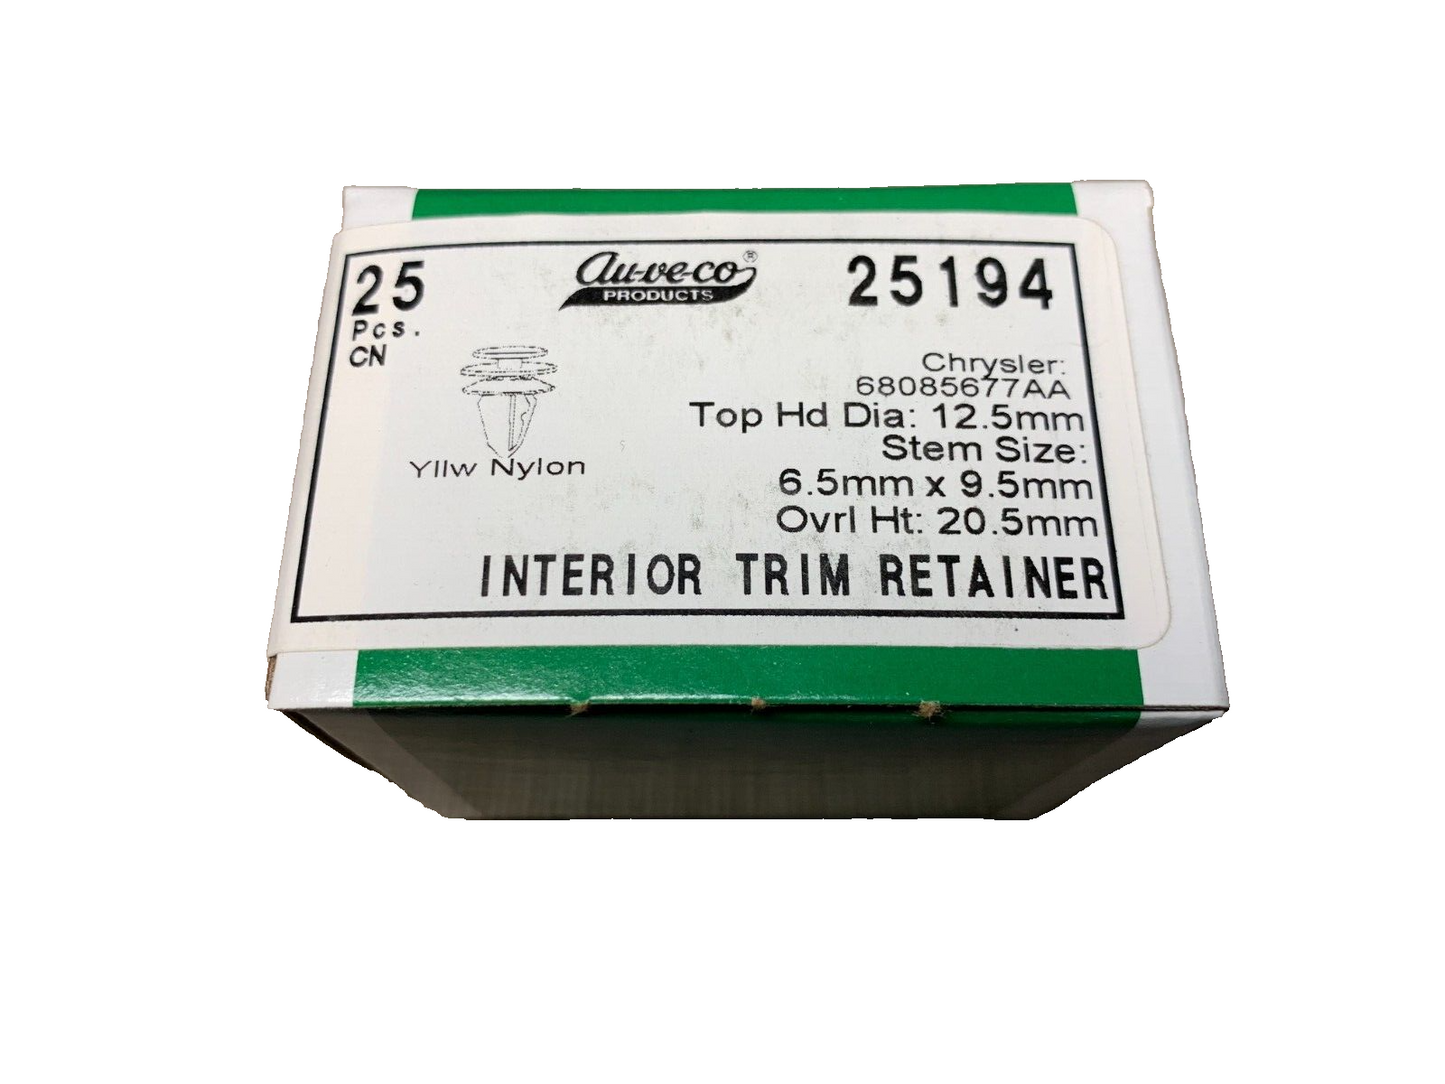 25
Pcs.
CN
au-ve-co®
PRODUCTS
25194
Yllw Nylon
Chrysler:
68085677AA
Top Hd Dia: 12.5mm
Stem Size:
6.5mm x 9.5mm
Ovrl Ht: 20.5mm
INTERIOR TRIM RETAINER